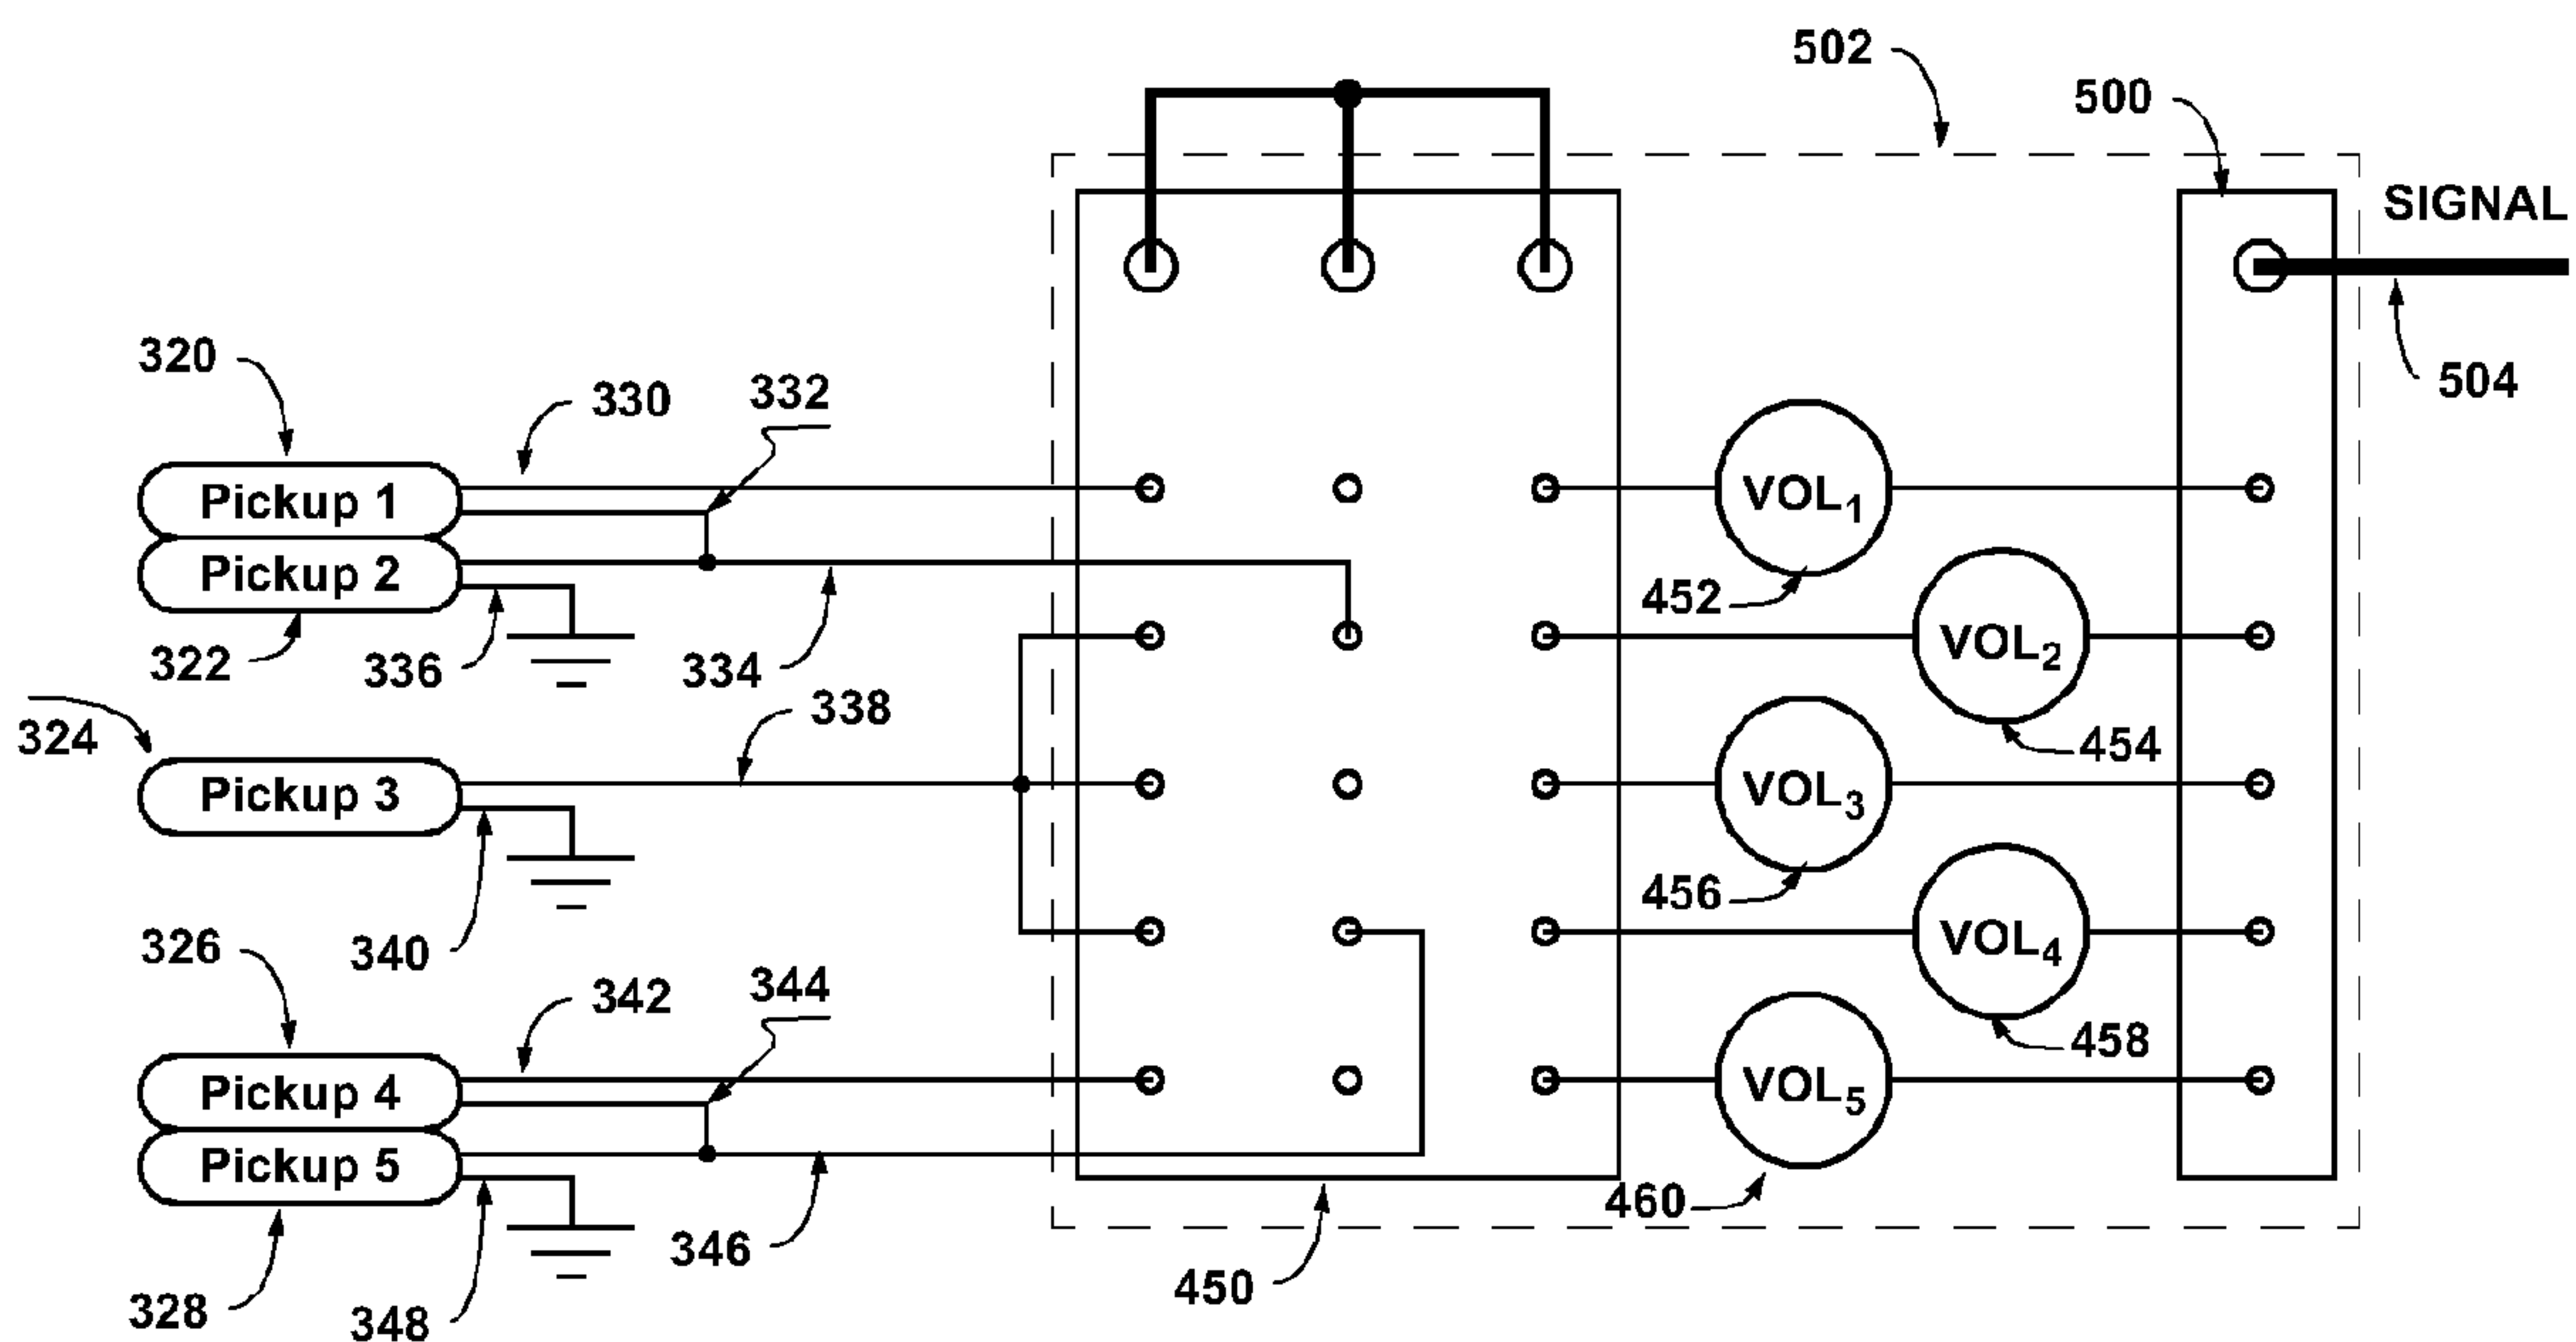 502
500
SIGNAL
504
320
330
332
Pickup 1
Pickup 2
322
336
334
338
324
Pickup 3
340
326
342
344
Pickup 4
Pickup 5
328
348
346
450
VOL₁
452
VOL₂
454
VOL₃
456
VOL₄
458
VOL₅
460